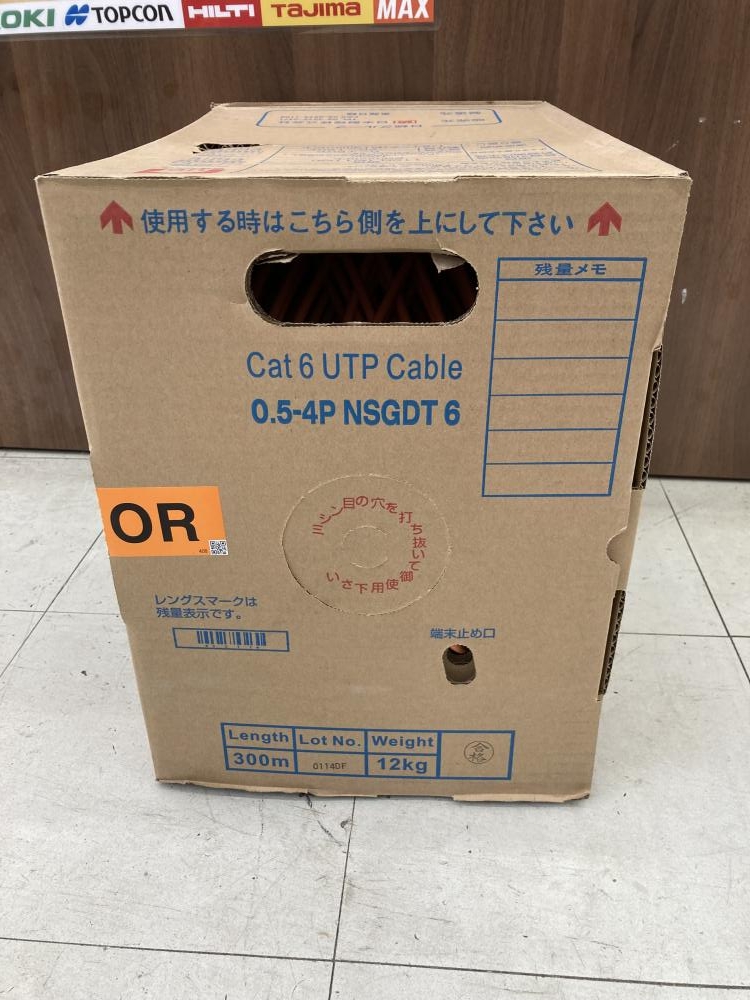 OKI TOPCON HILTI Tajima MAX
使用する時はこちら側を上にして下さい
残量メモ
Cat 6 UTP Cable
0.5-4P NSGDT 6
ミシン目の穴を打ち抜いて御使用下さい
OR
レングスマークは
残量表示です。
端末止め口
Length Lot No. Weight
300m 0114DF 12kg
合格